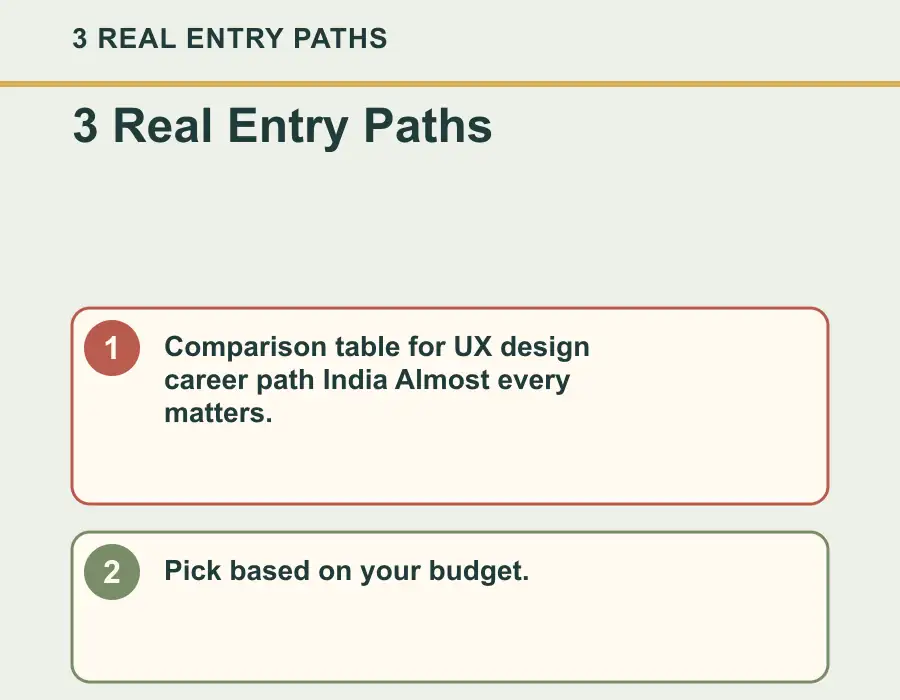 3 REAL ENTRY PATHS
3 Real Entry Paths
1
Comparison table for UX design
career path India Almost every
matters.
2
Pick based on your budget.